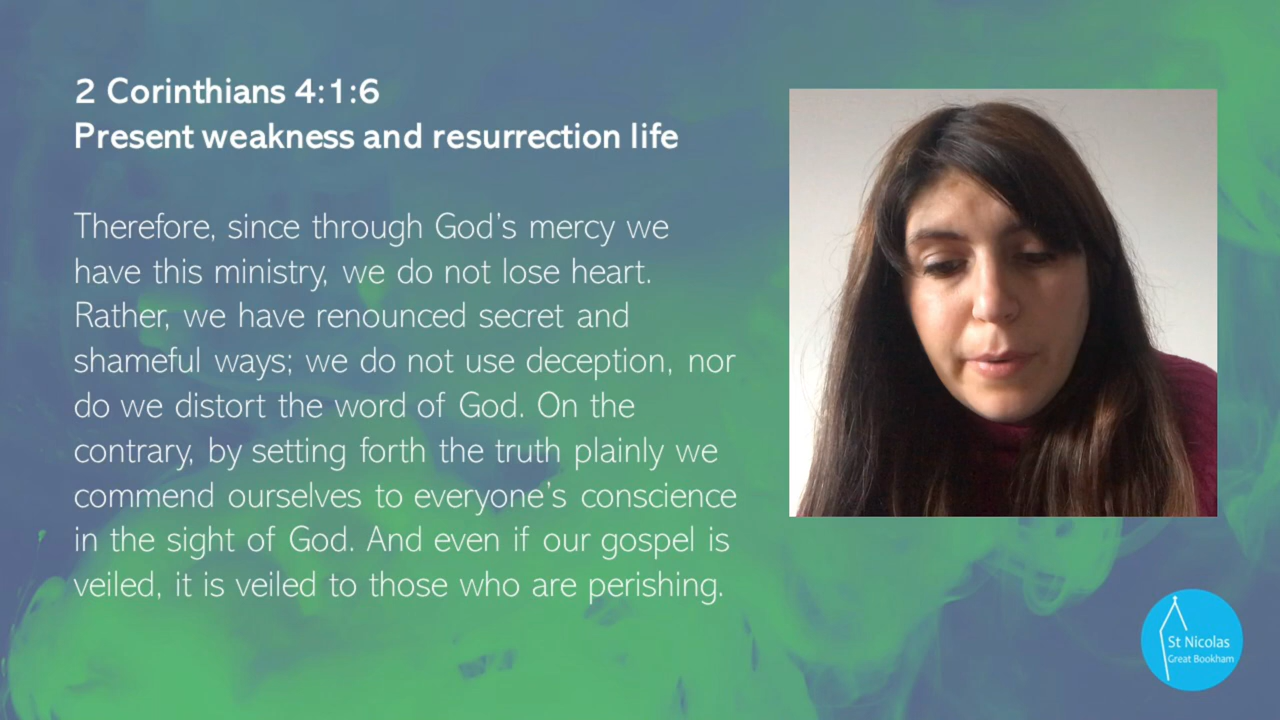 2 Corinthians 4:1:6
Present weakness and resurrection life
Therefore, since through God's mercy we
have this ministry, we do not lose heart.
Rather, we have renounced secret and
shameful ways; we do not use deception, nor
do we distort the word of God. On the
contrary, by setting forth the truth plainly we
commend ourselves to everyone's conscience
in the sight of God. And even if our gospel is
veiled, it is veiled to those who are perishing.
St Nicolas
Great Bookham